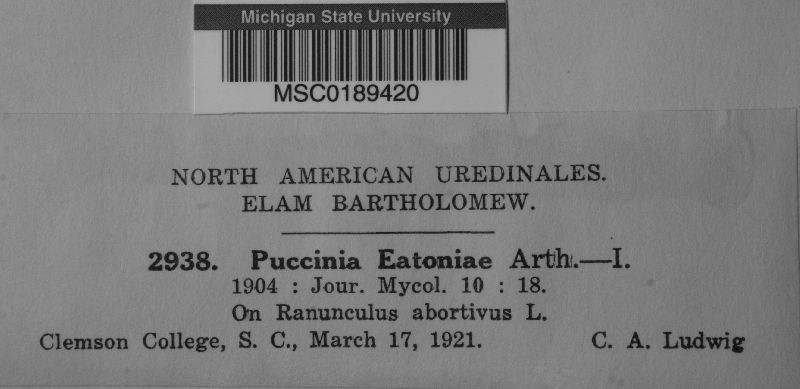 Michigan State University
MSC0189420
NORTH AMERICAN UREDINALES.
ELAM BARTHOLOMEW.
2938. Puccinia Eatoniae Arth.—I.
1904 : Jour. Mycol. 10 : 18.
On Ranunculus abortivus L.
Clemson College, S. C., March 17, 1921. C. A. Ludwig